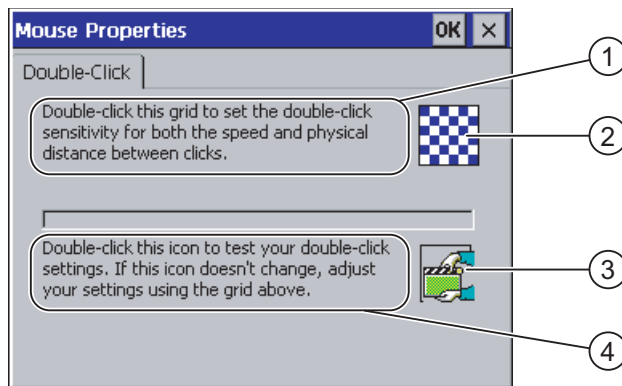 Mouse Properties OK ×
1
Double-Click
Double-click this grid to set the double-click
sensitivity for both the speed and physical
distance between clicks.
2
Double-click this icon to test your double-click
settings. If this icon doesn't change, adjust
your settings using the grid above.
3
4